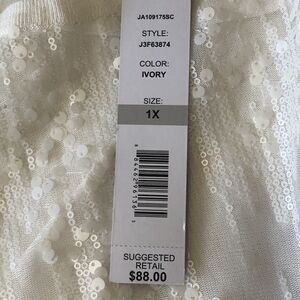 JA109175SC
STYLE:
J3F63874
COLOR:
IVORY
SIZE:
1X
SUGGESTED
RETAIL
$88.00